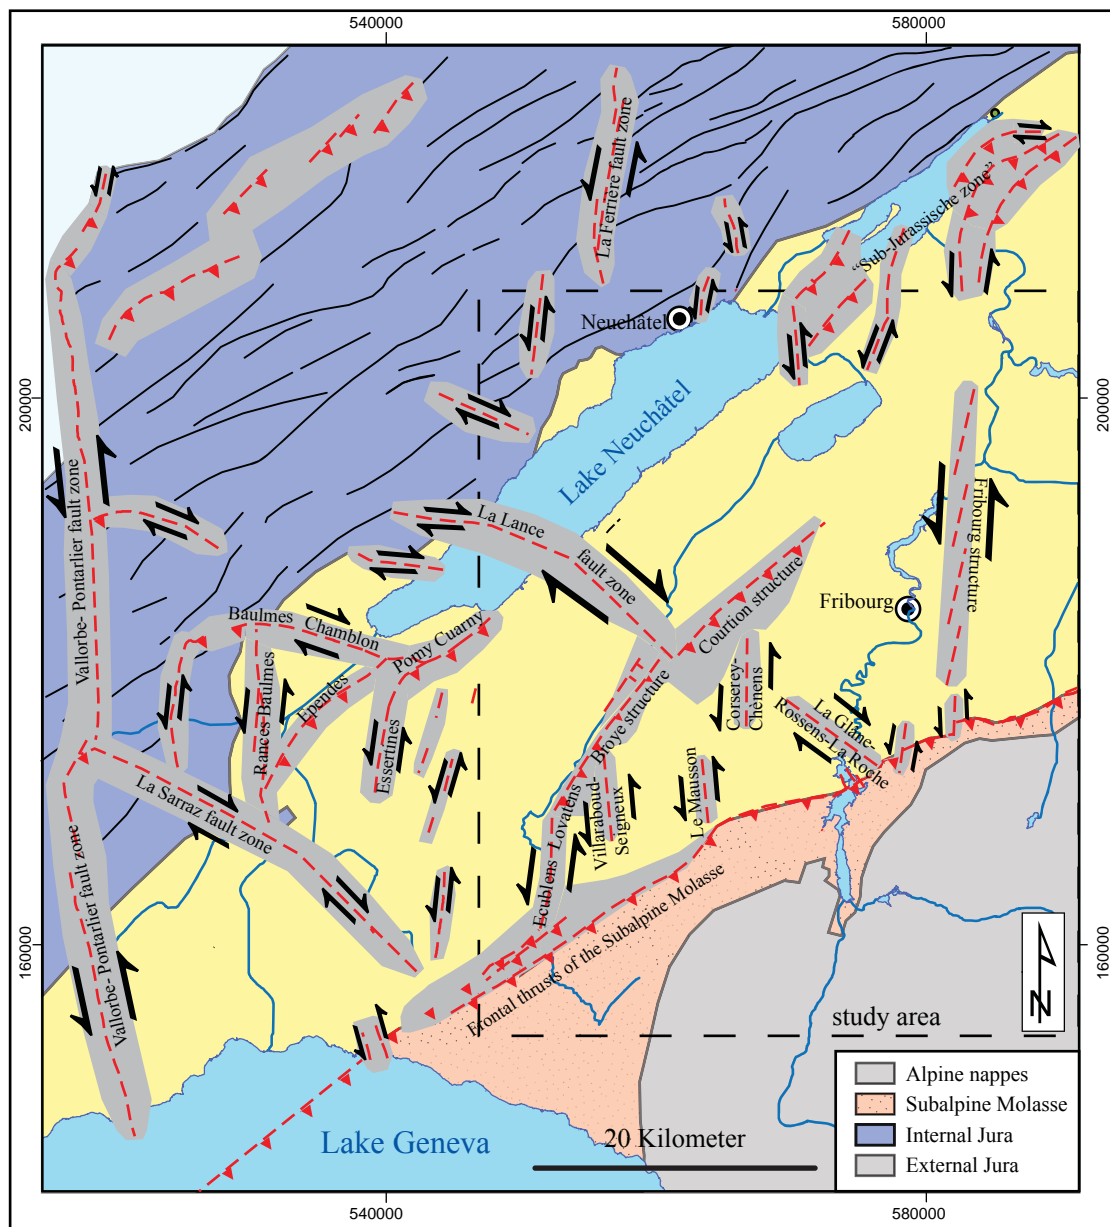 540000
580000
La Ferriere fault zone
"Sub-Jurassische zone"
Neuchâtel
200000
200000
Lake Neuchâtel
Vallorbe- Pontarlier fault zone
La Lance
fault zone
Fribourg structure
Courtion structure
Fribourg
Baulmes
Chamblon
Pomy Cuarny
Rances Baulmes
Ependes
Essertines
Broye structure
Corserey-
Chènens
La Glâne-
Rossens-La Roche
La Sarraz fault zone
Ecublens Lovatens
Villaraboud-
Seigneux
Le Mausson
Vallorbe- Pontarlier fault zone
Frontal thrusts of the Subalpine Molasse
160000
160000
N
study area
Lake Geneva
20 Kilometer
Alpine nappes
Subalpine Molasse
Internal Jura
External Jura
540000
580000